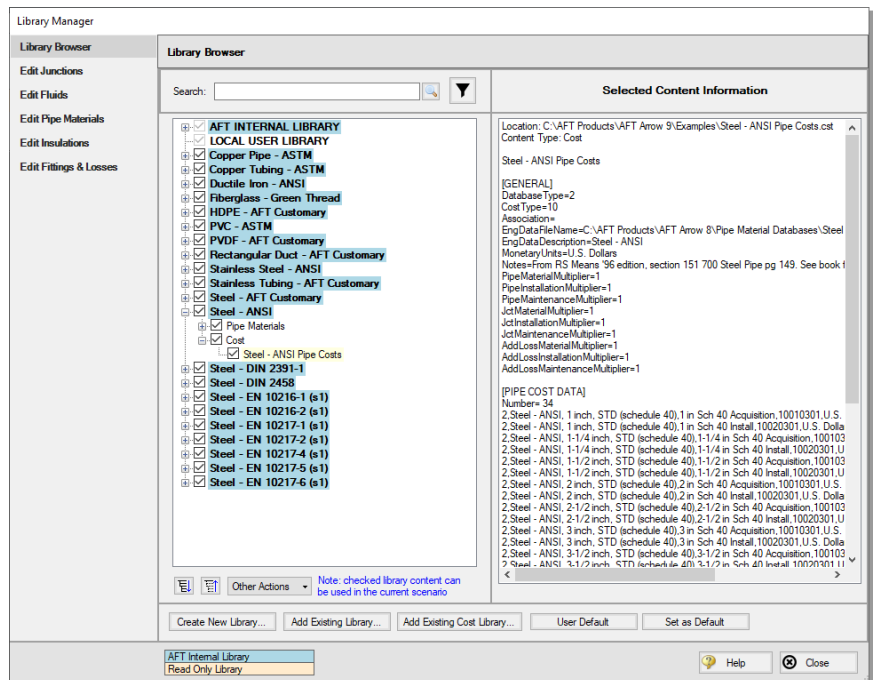 Library Manager
Library Browser
Edit Junctions
Edit Fluids
Edit Pipe Materials
Edit Insulations
Edit Fittings & Losses
Library Browser
Search:
AFT INTERNAL LIBRARY
LOCAL USER LIBRARY
Copper Pipe - ASTM
Copper Tubing - ASTM
Ductile Iron - ANSI
Fiberglass - Green Thread
HDPE - AFT Customary
PVC - ASTM
PVDF - AFT Customary
Rectangular Duct - AFT Customary
Stainless Steel - ANSI
Stainless Tubing - AFT Customary
Steel - AFT Customary
Steel - ANSI
Pipe Materials
Cost
Steel - ANSI Pipe Costs
Steel - DIN 2391-1
Steel - DIN 2458
Steel - EN 10216-1 (s1)
Steel - EN 10216-2 (s1)
Steel - EN 10217-1 (s1)
Steel - EN 10217-2 (s1)
Steel - EN 10217-4 (s1)
Steel - EN 10217-5 (s1)
Steel - EN 10217-6 (s1)
Other Actions
Note: checked library content can
be used in the current scenario
Selected Content Information
Location: C:\AFT Products\AFT Arrow 9\Examples\Steel - ANSI Pipe Costs.cst
Content Type: Cost
Steel - ANSI Pipe Costs
[GENERAL]
DatabaseType=2
CostType=10
Association=
EngDataFileName=C:\AFT Products\AFT Arrow 8\Pipe Material Databases\Steel
EngDataDescription=Steel - ANSI
MonetaryUnits=U.S. Dollars
Notes=From RS Means '96 edition, section 151 700 Steel Pipe pg 149. See book f
PipeMaterialMultiplier=1
PipeInstallationMultiplier=1
PipeMaintenanceMultiplier=1
JctMaterialMultiplier=1
JctInstallationMultiplier=1
JctMaintenanceMultiplier=1
AddLossMaterialMultiplier=1
AddLossInstallationMultiplier=1
AddLossMaintenanceMultiplier=1
[PIPE COST DATA]
Number= 34
2,Steel - ANSI, 1 inch, STD (schedule 40),1 in Sch 40 Acquisition,10010301,U.S.
2,Steel - ANSI, 1 inch, STD (schedule 40),1 in Sch 40 Install,10020301,U.S. Dolla
2,Steel - ANSI, 1-1/4 inch, STD (schedule 40),1-1/4 in Sch 40 Acquisition,100103
2,Steel - ANSI, 1-1/4 inch, STD (schedule 40),1-1/4 in Sch 40 Install,10020301,U
2,Steel - ANSI, 1-1/2 inch, STD (schedule 40),1-1/2 in Sch 40 Acquisition,100103
2,Steel - ANSI, 1-1/2 inch, STD (schedule 40),1-1/2 in Sch 40 Install,10020301,U
2,Steel - ANSI, 2 inch, STD (schedule 40),2 in Sch 40 Acquisition,10010301,U.S.
2,Steel - ANSI, 2 inch, STD (schedule 40),2 in Sch 40 Install,10020301,U.S. Dolla
2,Steel - ANSI, 2-1/2 inch, STD (schedule 40),2-1/2 in Sch 40 Acquisition,100103
2,Steel - ANSI, 2-1/2 inch, STD (schedule 40),2-1/2 in Sch 40 Install,10020301,U
2,Steel - ANSI, 3 inch, STD (schedule 40),3 in Sch 40 Acquisition,10010301,U.S.
2,Steel - ANSI, 3 inch, STD (schedule 40),3 in Sch 40 Install,10020301,U.S. Dolla
2,Steel - ANSI, 3-1/2 inch, STD (schedule 40),3-1/2 in Sch 40 Acquisition,100103
2,Steel - ANSI, 3-1/2 inch, STD (schedule 40),3-1/2 in Sch 40 Install,10020301,U
Create New Library...
Add Existing Library...
Add Existing Cost Library...
User Default
Set as Default
AFT Internal Library
Read Only Library
Help
Close